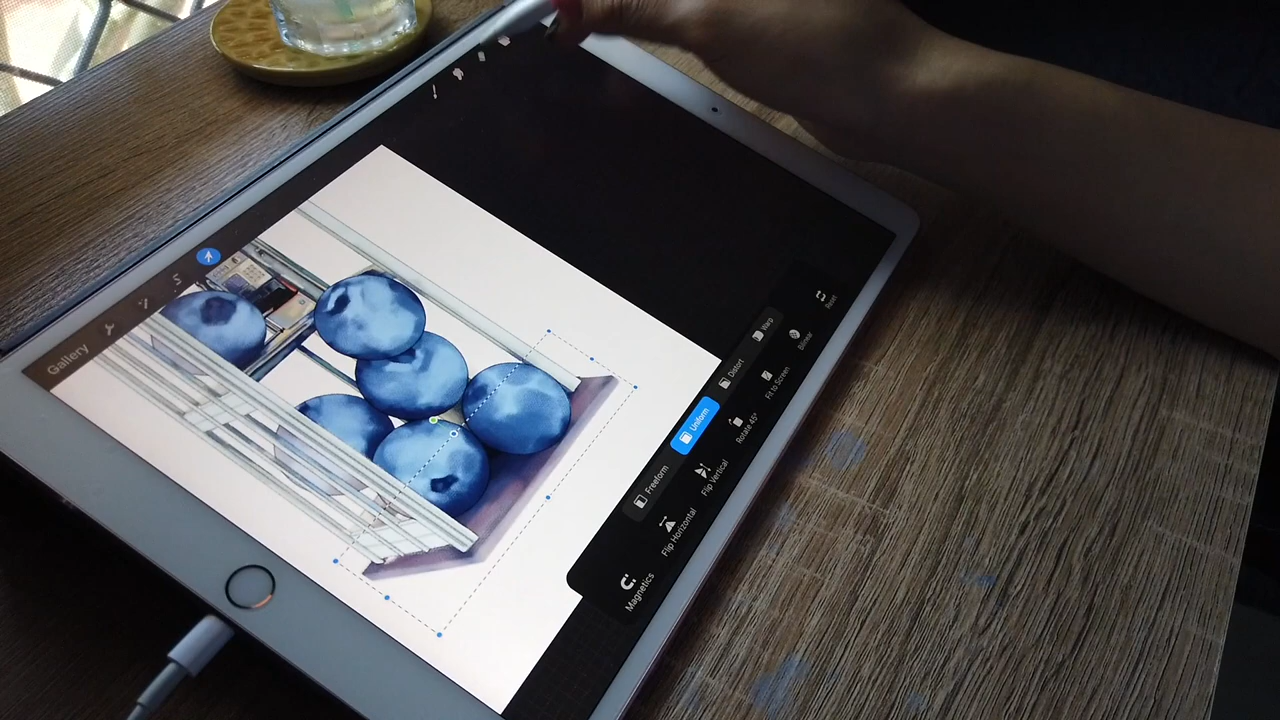 Gallery
Magnetics
Freeform
Uniform
Distort
Warp
Flip Horizontal
Flip Vertical
Rotate 45°
Fit to Screen
Bilinear
Reset